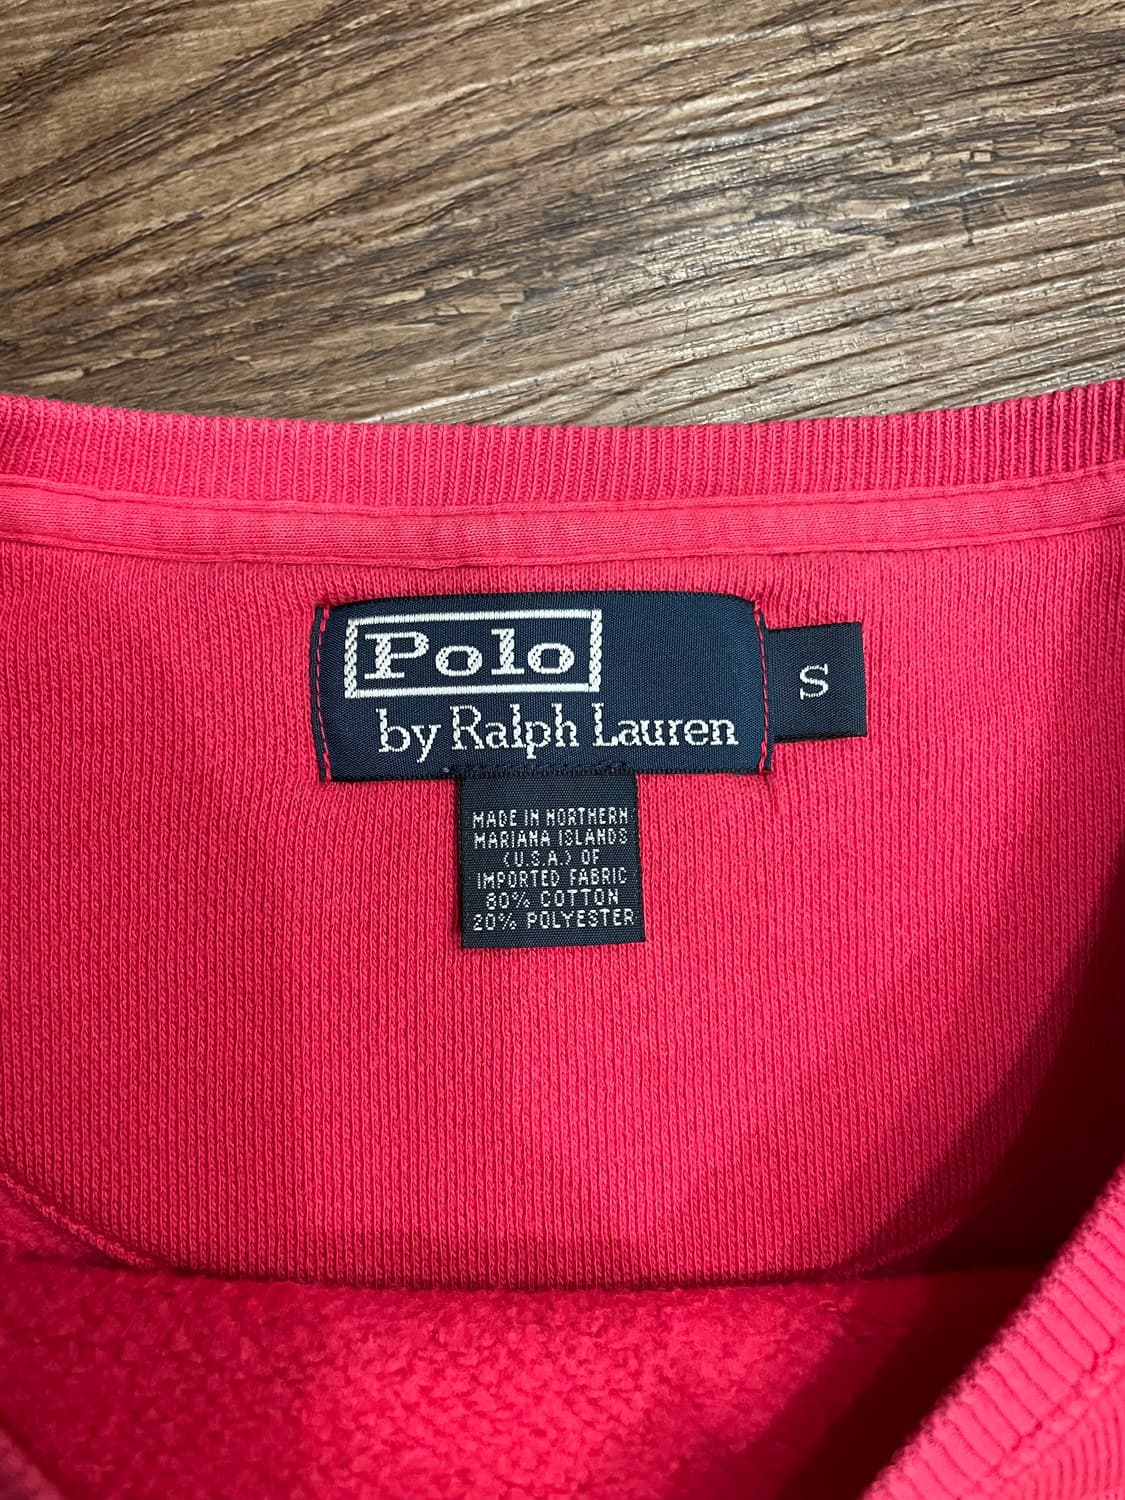 Polo
by Ralph Lauren
S
MADE IN NORTHERN
MARIANA ISLANDS
(U.S.A.) OF
IMPORTED FABRIC
80% COTTON
20% POLYESTER